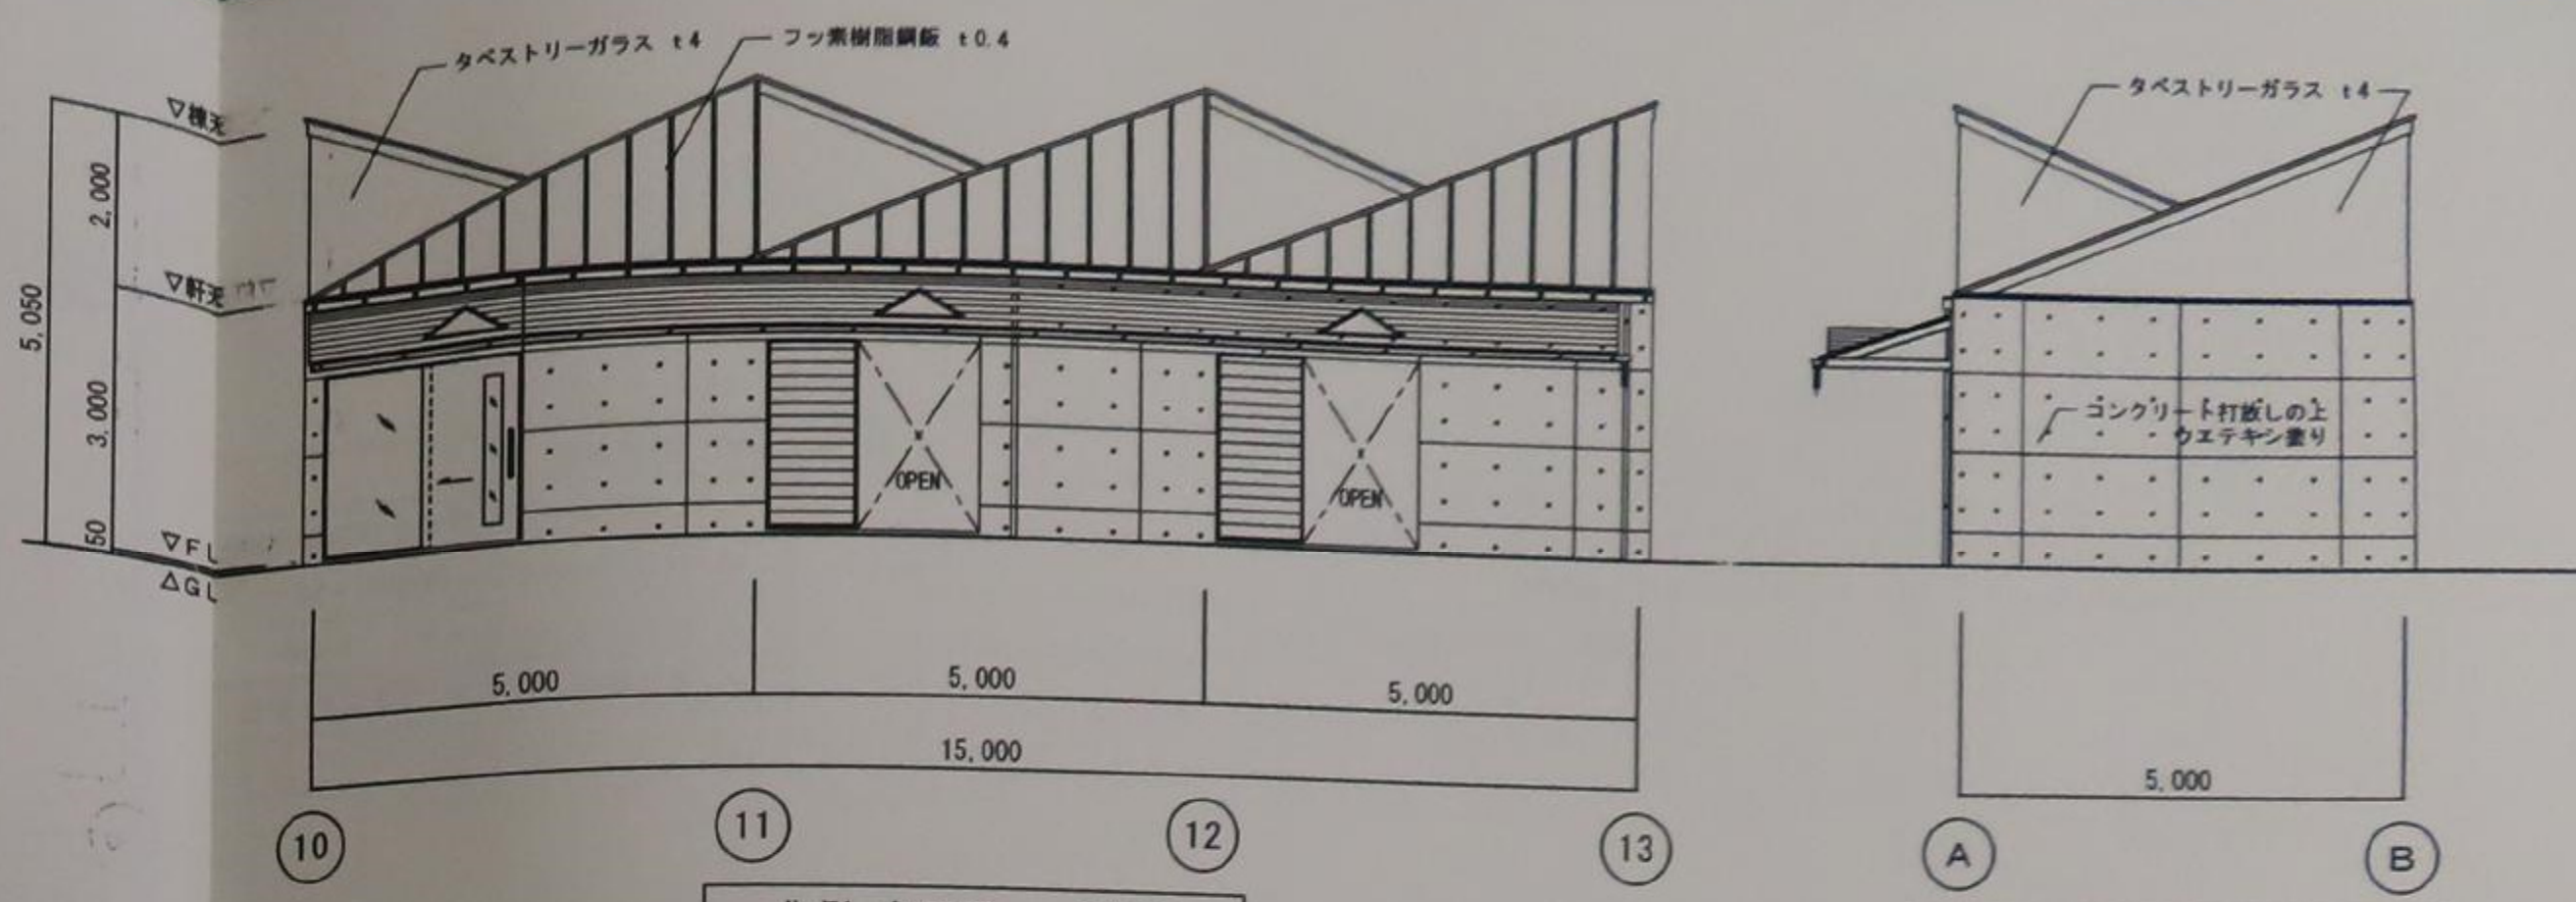 タペストリーガラス t4
フッ素樹脂鋼飯 t0.4
タペストリーガラス t4
▽棟天
2,000
▽軒天
5,050
3.000
コンクリート打放しの上
ウエテキシ塗り
OPEN
OPEN
50
▽FL
△GL
5,000
5,000
5,000
15,000
5,000
10
11
12
13
A
B